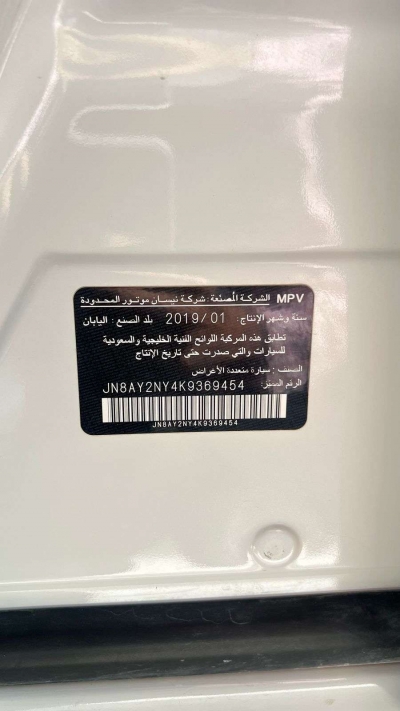 MPV الشركة المصنعة : شركة نيسان موتور المحدودة
سنة وشهر الإنتاج. 2019/01 بلد الصنع : اليابان
تطابق هذه المركبة اللوائح الفنية الخليجية والسعودية
للسيارات والتي صدرت حتى تاريخ الإنتاج
الصنف : سيارة متعددة الأغراض
الرقم المميز: JN8AY2NY4K9369454
JN8AY2NY4K9369454